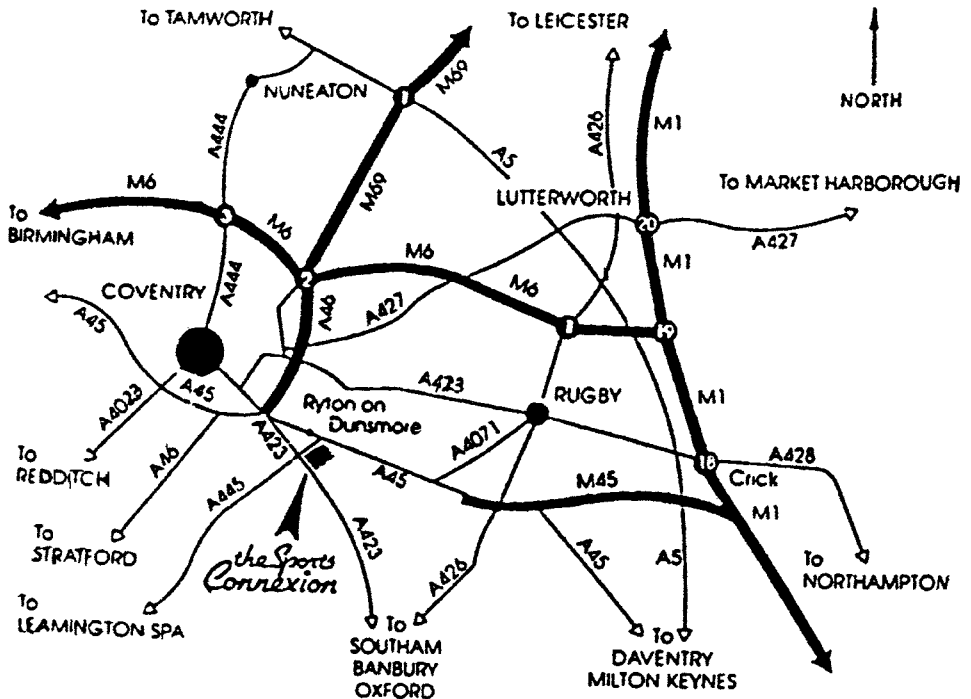 To TAMWORTH
To LEICESTER
M69
NUNEATON
1
NORTH
A444
A426
M1
A5
M69
LUTTERWORTH
To MARKET HARBOROUGH
M6
To
BIRMINGHAM
3
M6
20
A427
M6
M1
2
COVENTRY
A444
A46
A427
M6
A45
1
19
A423
M1
RUGBY
A45
A4023
Ryton on
Dunsmore
A423
A4071
To
REDDITCH
A46
18
A428
Crick
A445
A45
M45
M1
To
STRATFORD
A423
the Sports
Connexion
A426
A45
A5
To
NORTHAMPTON
To
LEAMINGTON SPA
To
SOUTHAM
BANBURY
OXFORD
To
DAVENTRY
MILTON KEYNES